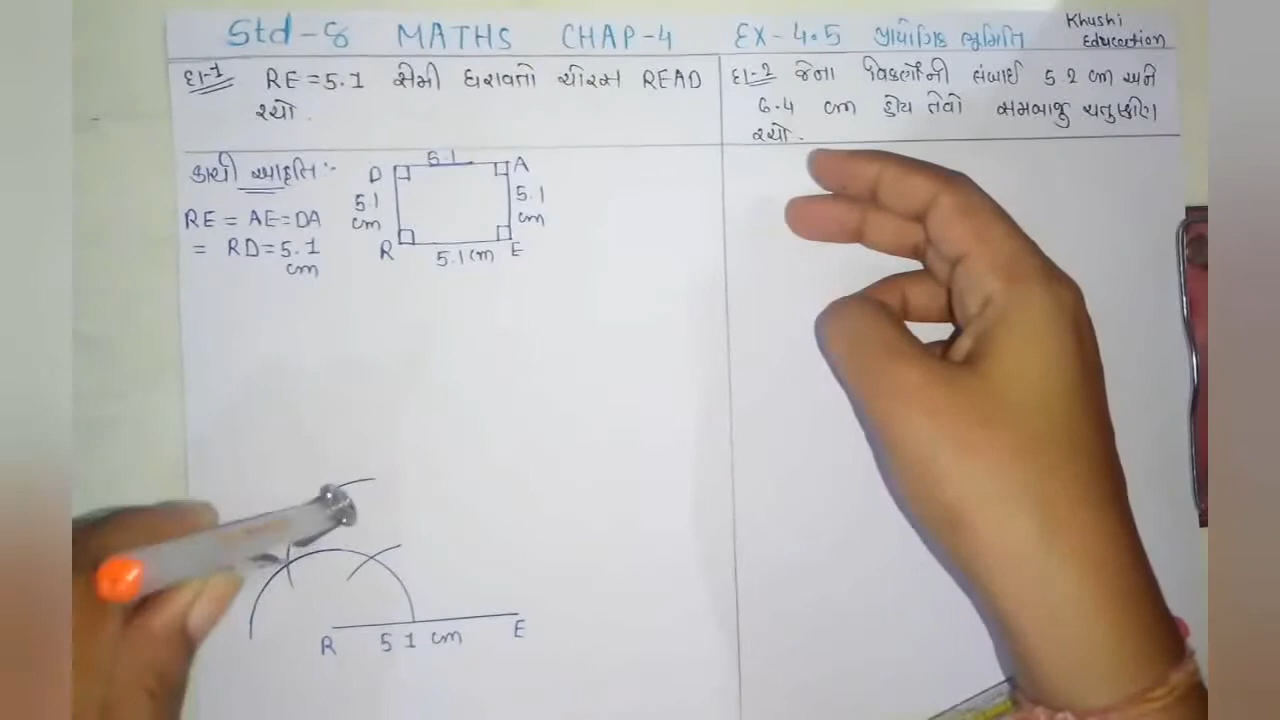 Std-8 MATHS CHAP-4 EX-4.5 પ્રાયોગિક ભૂમિતિ
Khushi
Education
દા-1 RE=5.1 સેમી ધરાવતો ચોરસ READ
રચો.
દા-2 જેના વિકર્ણોની લંબાઈ 5.2 cm અને
6.4 cm હોય તેવો સમબાજુ ચતુષ્કોણ
રચો.
કાચી આકૃતિ:-
RE = AE = DA
= RD = 5.1
cm
D 5.1 A
5.1
cm
5.1
cm
R 5.1 cm E
R 5 1 cm E